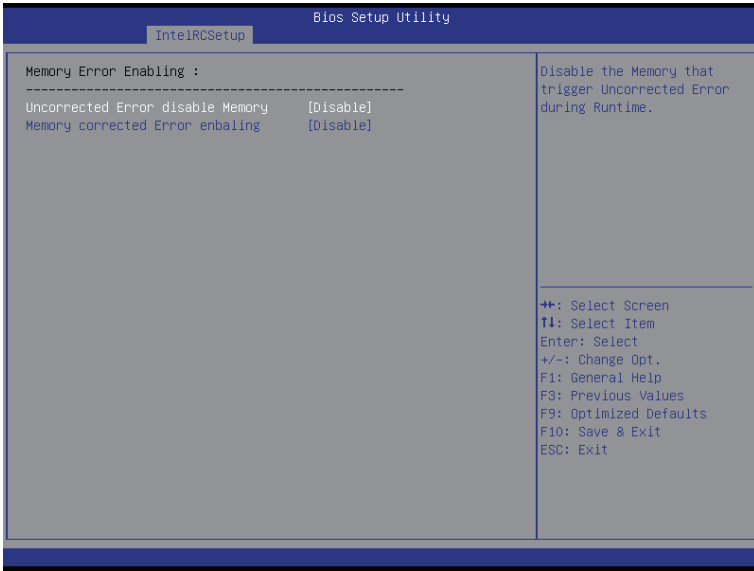 Bios Setup Utility
IntelRCSetup
Memory Error Enabling :
--------------------------------------------------
Uncorrected Error disable Memory [Disable]
Memory corrected Error enbaling [Disable]
Disable the Memory that
trigger Uncorrected Error
during Runtime.
→←: Select Screen
↑↓: Select Item
Enter: Select
+/-: Change Opt.
F1: General Help
F3: Previous Values
F9: Optimized Defaults
F10: Save & Exit
ESC: Exit